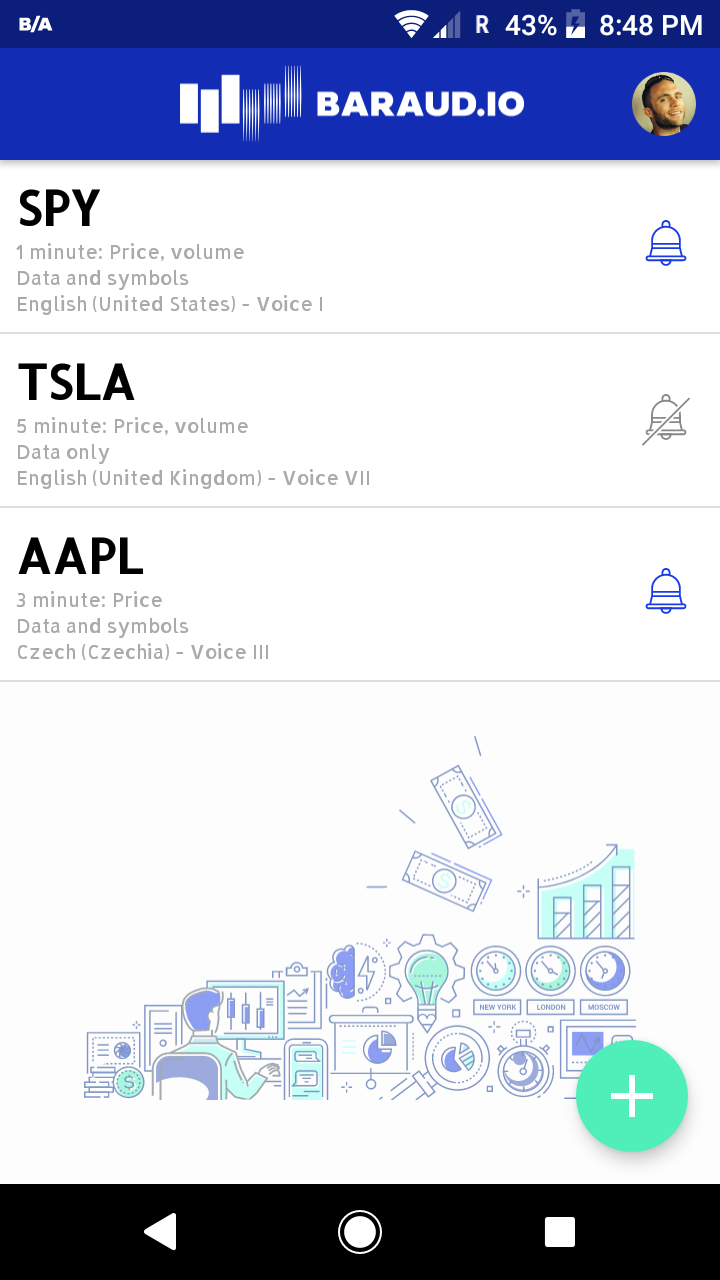 B/A R 43% 8:48 PM
BARAUD.IO
SPY
1 minute: Price, volume
Data and symbols
English (United States) - Voice I
TSLA
5 minute: Price, volume
Data only
English (United Kingdom) - Voice VII
AAPL
3 minute: Price
Data and symbols
Czech (Czechia) - Voice III
$
$
NEW YORK LONDON MOSCOW
$
+